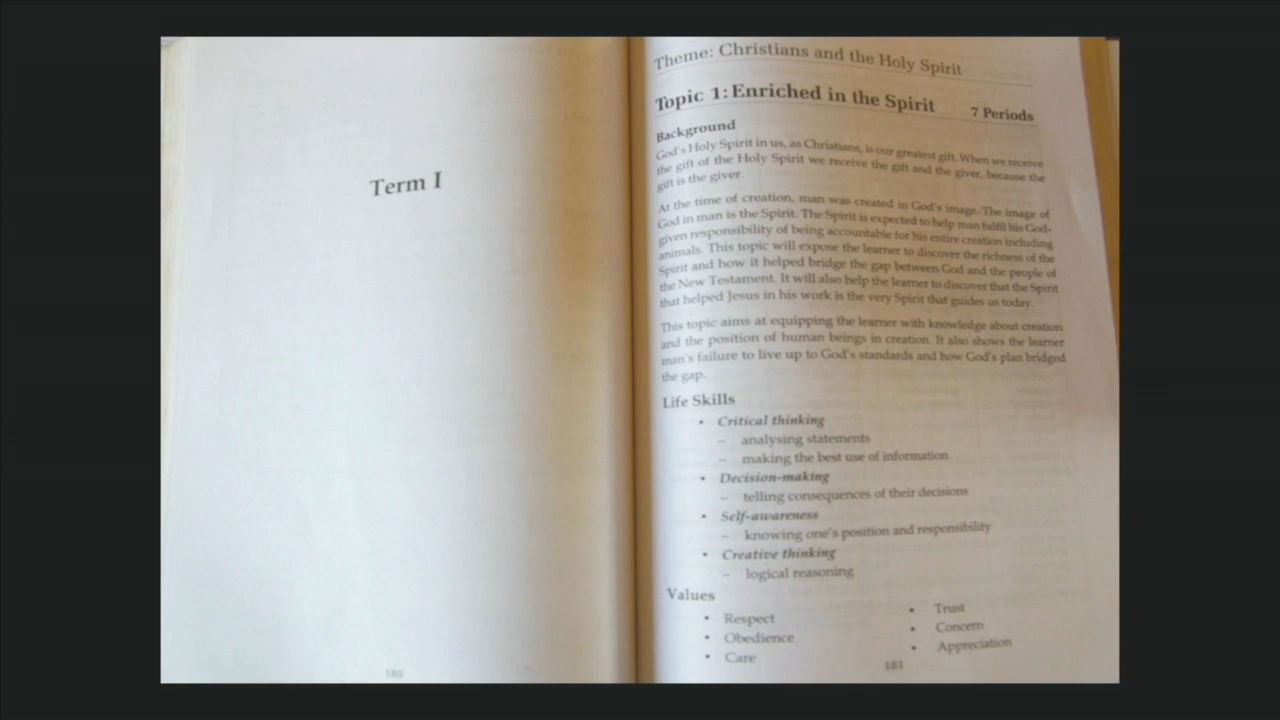 Term I
180
Theme: Christians and the Holy Spirit
Topic 1: Enriched in the Spirit 7 Periods
Background
God's Holy Spirit in us, as Christians, is our greatest gift. When we receive
the gift of the Holy Spirit we receive the gift and the giver, because the
gift is the giver.
At the time of creation, man was created in God's image. The image of
God in man is the Spirit. The Spirit is expected to help man fulfil his God-
given responsibility of being accountable for his entire creation including
animals. This topic will expose the learner to discover the richness of the
Spirit and how it helped bridge the gap between God and the people of
the New Testament. It will also help the learner to discover that the Spirit
that helped Jesus in his work is the very Spirit that guides us today.
This topic aims at equipping the learner with knowledge about creation
and the position of human beings in creation. It also shows the learner
man's failure to live up to God's standards and how God's plan bridged
the gap.
Life Skills
• Critical thinking
– analysing statements
– making the best use of information
• Decision-making
– telling consequences of their decisions
• Self-awareness
– knowing one's position and responsibility
• Creative thinking
– logical reasoning
Values
• Respect
• Obedience
• Care
• Trust
• Concern
• Appreciation
181